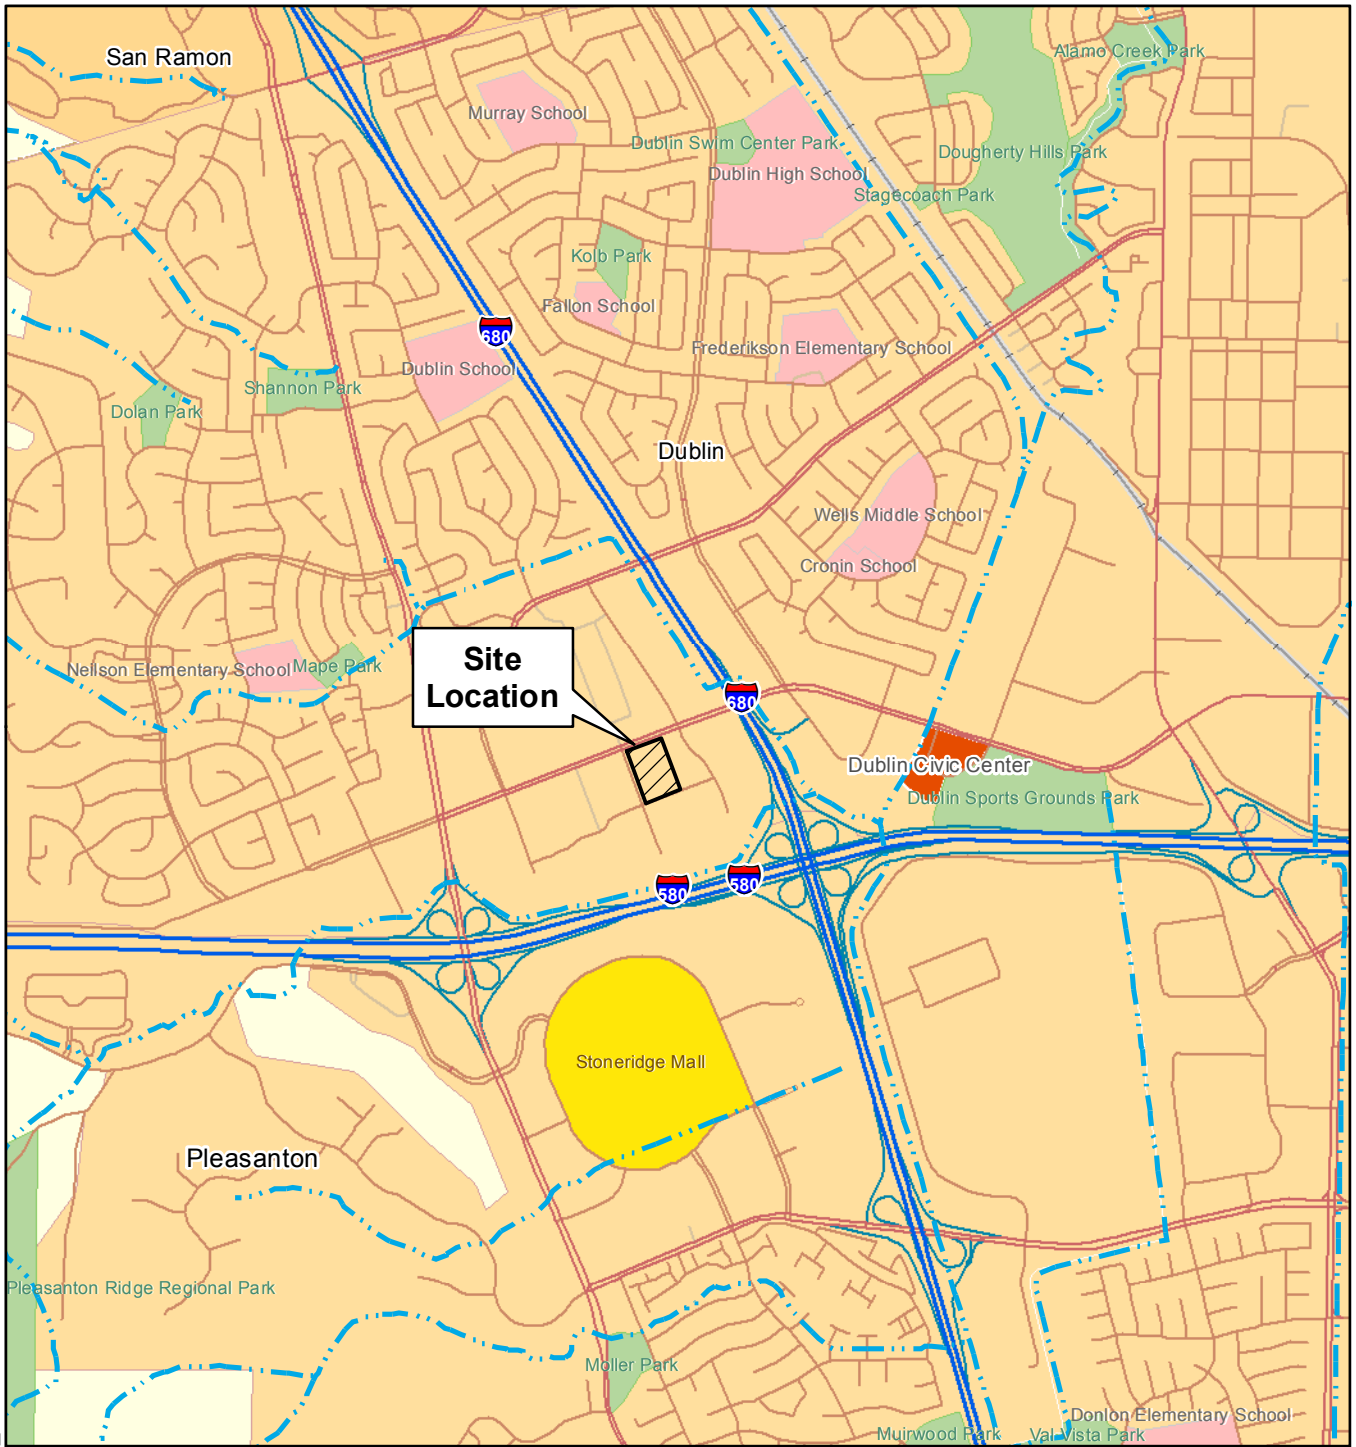 San Ramon
Alamo Creek Park
Murray School
Dublin Swim Center Park
Dougherty Hills Park
Dublin High School
Stagecoach Park
Kolb Park
Fallon School
680
Frederikson Elementary School
Dublin School
Shannon Park
Dolan Park
Dublin
Wells Middle School
Cronin School
Site
Location
Neilson Elementary School
Mape Park
680
Dublin Civic Center
Dublin Sports Grounds Park
580
580
Stoneridge Mall
Pleasanton
Pleasanton Ridge Regional Park
Moller Park
Donlon Elementary School
Muirwood Park
Val Vista Park